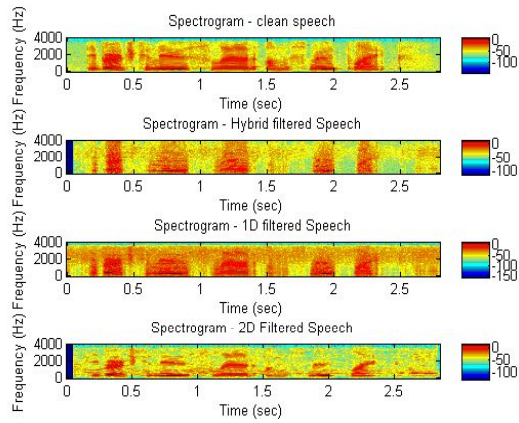 Spectrogram - clean speech
Frequency (Hz)
4000
2000
0
0 0.5 1 1.5 2 2.5
Time (sec)
0
-50
-100
Spectrogram - Hybrid filtered Speech
Frequency (Hz)
4000
2000
0
0 0.5 1 1.5 2 2.5
Time (sec)
0
-50
-100
Spectrogram - 1D filtered Speech
Frequency (Hz)
4000
2000
0
0 0.5 1 1.5 2 2.5
Time (sec)
0
-50
-100
-150
Spectrogram - 2D Filtered Speech
Frequency (Hz)
4000
2000
0
0 0.5 1 1.5 2 2.5
Time (sec)
0
-50
-100